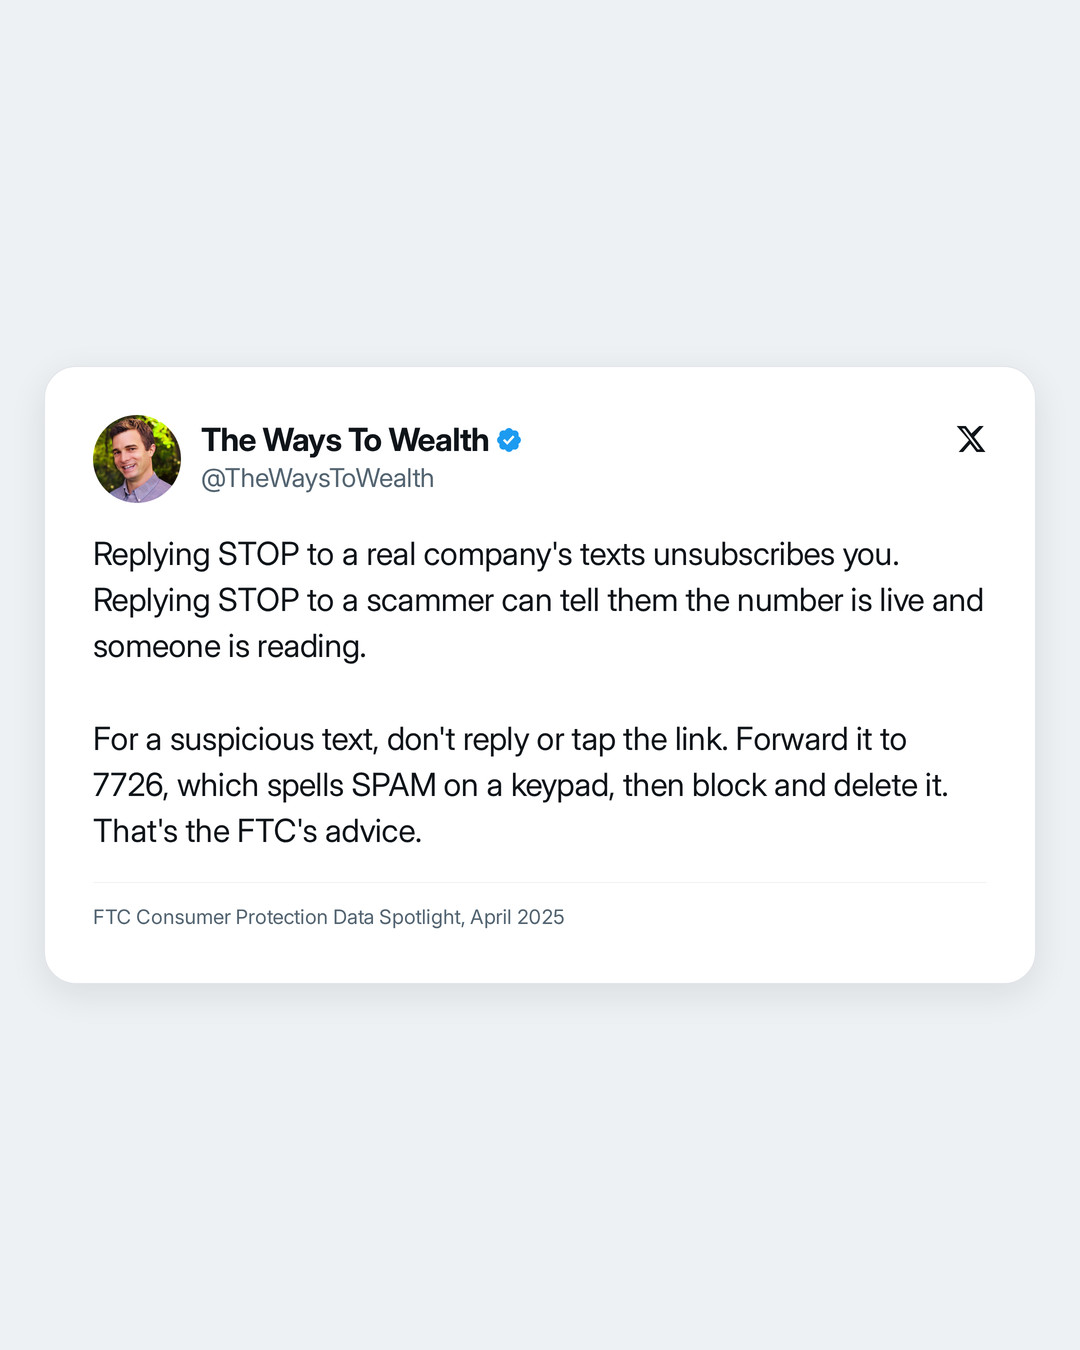 The Ways To Wealth
@TheWaysToWealth
Replying STOP to a real company's texts unsubscribes you.
Replying STOP to a scammer can tell them the number is live and
someone is reading.
For a suspicious text, don't reply or tap the link. Forward it to
7726, which spells SPAM on a keypad, then block and delete it.
That's the FTC's advice.
FTC Consumer Protection Data Spotlight, April 2025